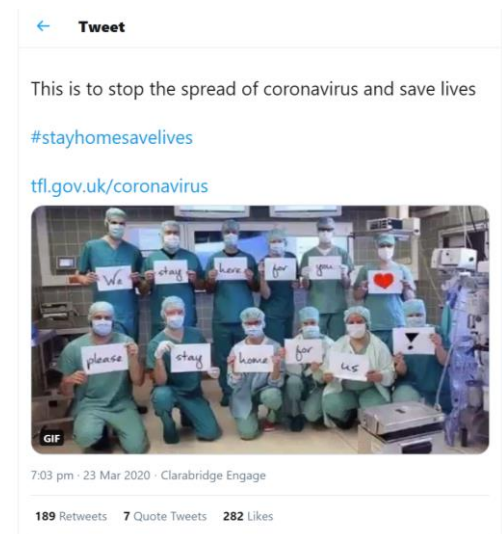 ← Tweet
This is to stop the spread of coronavirus and save lives
#stayhomesavelives
tfl.gov.uk/coronavirus
We stay here for you
please stay home for us !
GIF
7:03 pm · 23 Mar 2020 · Clarabridge Engage
189 Retweets 7 Quote Tweets 282 Likes